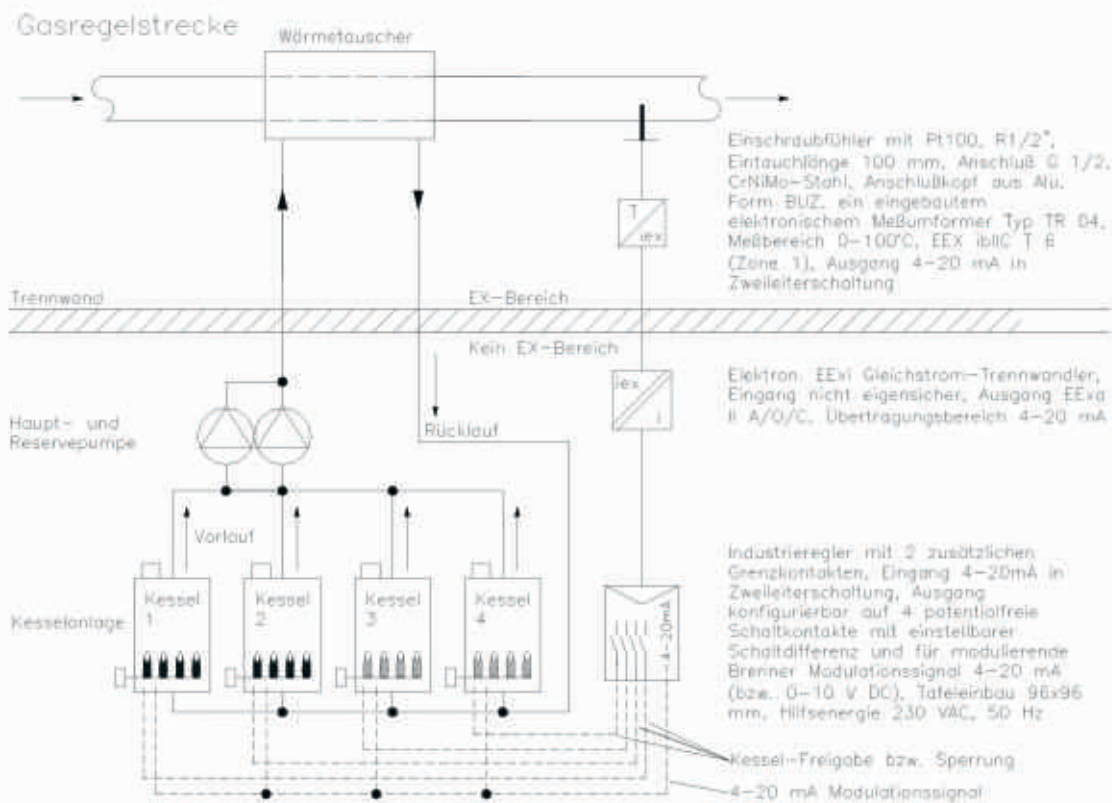 Gasregelstrecke
Wärmetauscher
Einschraubfühler mit Pt100, R1/2",
Eintauchlänge 100 mm, Anschluß G 1/2,
CrNiMo-Stahl, Anschlußkopf aus Alu,
Form BUZ, ein eingebautem
elektronischem Meßumformer Typ TR 04,
Meßbereich 0-100°C, EEX ibIIC T 6
(Zone 1), Ausgang 4-20 mA in
Zweileiterschaltung
T
iex
Trennwand
EX-Bereich
Kein EX-Bereich
iex
I
Elektron. EExi Gleichstrom-Trennwandler,
Eingang nicht eigensicher, Ausgang EExia
II A/O/C, Übertragungsbereich 4-20 mA
Haupt- und
Reservepumpe
Rücklauf
Vorlauf
Kesselanlage
Kessel
1
Kessel
2
Kessel
3
Kessel
4
4-20mA
Industrieregler mit 2 zusätzlichen
Grenzkontakten, Eingang 4-20mA in
Zweileiterschaltung, Ausgang
konfigurierbar auf 4 potentialfreie
Schaltkontakte mit einstellbarer
Schaltdifferenz und für modulierende
Brenner Modulationssignal 4-20 mA
(bzw. 0-10 V DC), Tafeleinbau 96x96
mm, Hilfsenergie 230 VAC, 50 Hz
Kessel-Freigabe bzw. Sperrung
4-20 mA Modulationssignal